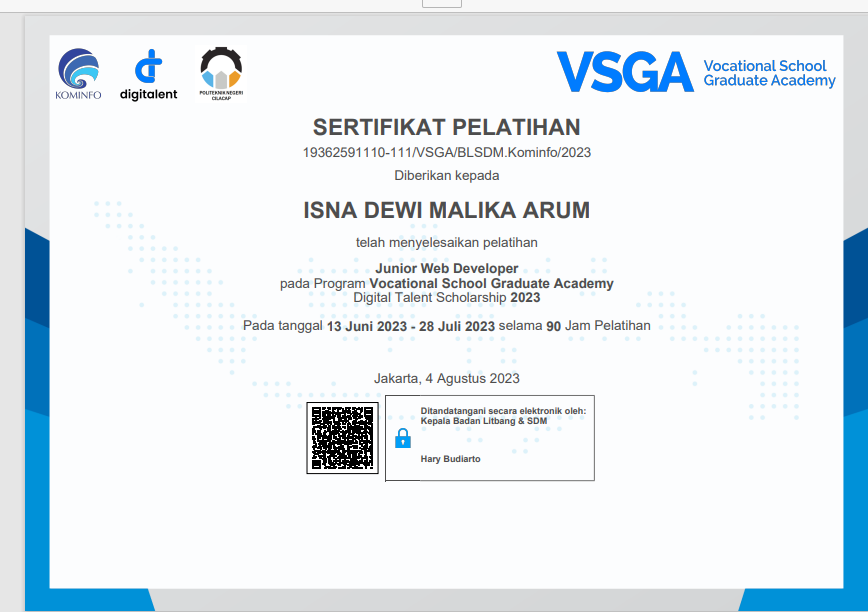 KOMINFO
digitalent
POLITEKNIK NEGERI
CILACAP
VSGA
Vocational School
Graduate Academy
SERTIFIKAT PELATIHAN
19362591110-111/VSGA/BLSDM.Kominfo/2023
Diberikan kepada
ISNA DEWI MALIKA ARUM
telah menyelesaikan pelatihan
Junior Web Developer
pada Program Vocational School Graduate Academy
Digital Talent Scholarship 2023
Pada tanggal 13 Juni 2023 - 28 Juli 2023 selama 90 Jam Pelatihan
Jakarta, 4 Agustus 2023
Ditandatangani secara elektronik oleh:
Kepala Badan Litbang & SDM
Hary Budiarto